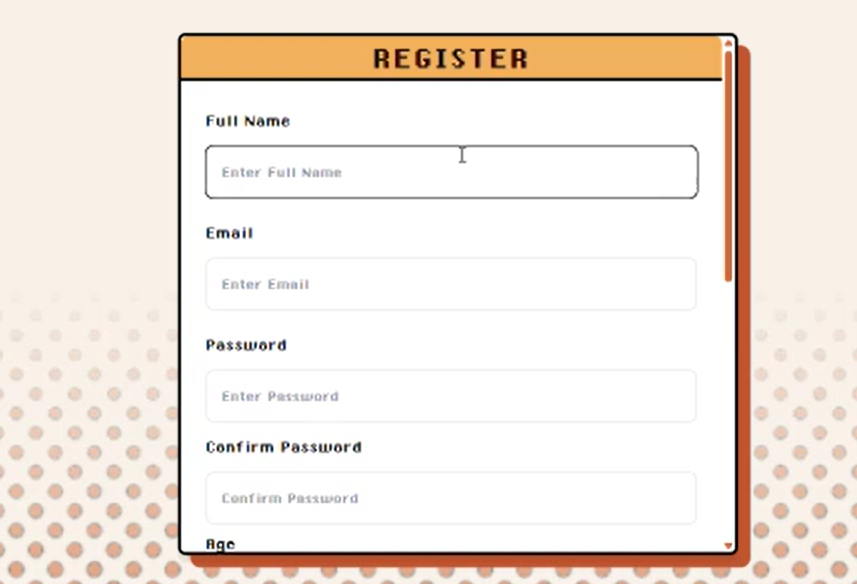 REGISTER
Full Name
Enter Full Name
Email
Enter Email
Password
Enter Password
Confirm Password
Confirm Password
Age